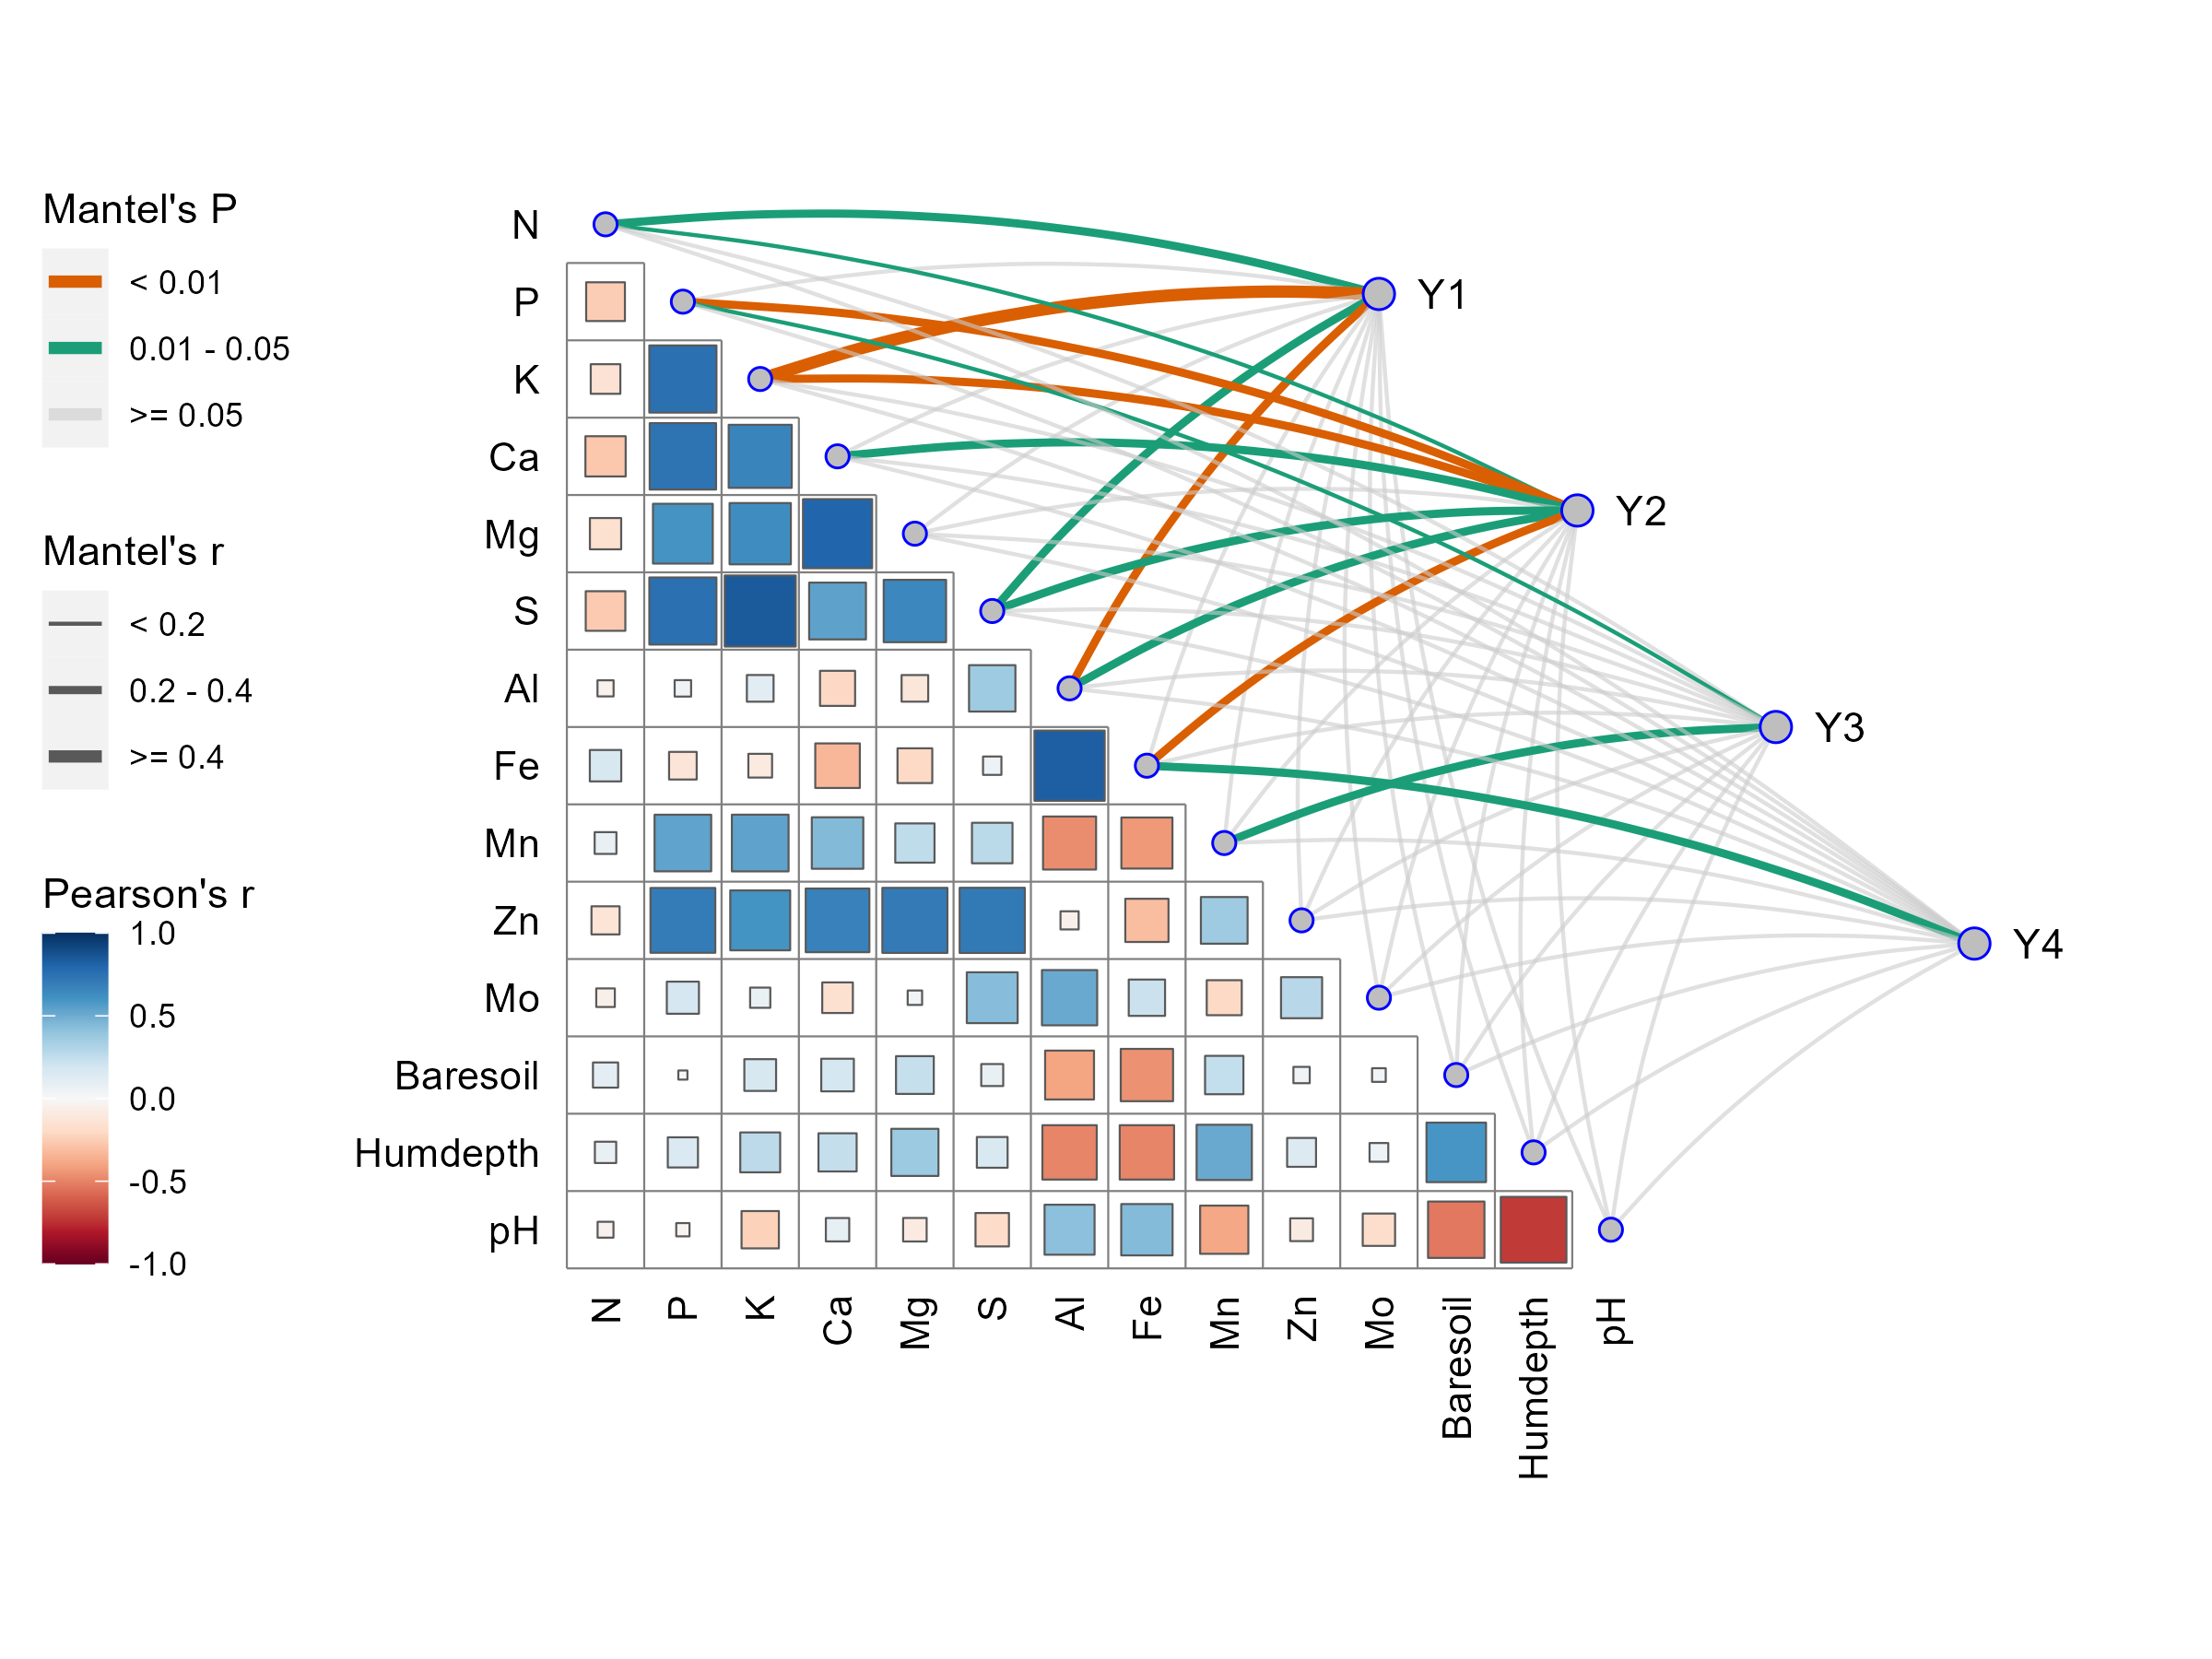 Mantel's P
< 0.01
0.01 - 0.05
>= 0.05
Mantel's r
< 0.2
0.2 - 0.4
>= 0.4
Pearson's r
1.0
0.5
0.0
-0.5
-1.0
N
P
K
Ca
Mg
S
Al
Fe
Mn
Zn
Mo
Baresoil
Humdepth
pH
Y1
Y2
Y3
Y4
N
P
K
Ca
Mg
S
Al
Fe
Mn
Zn
Mo
Baresoil
Humdepth
pH